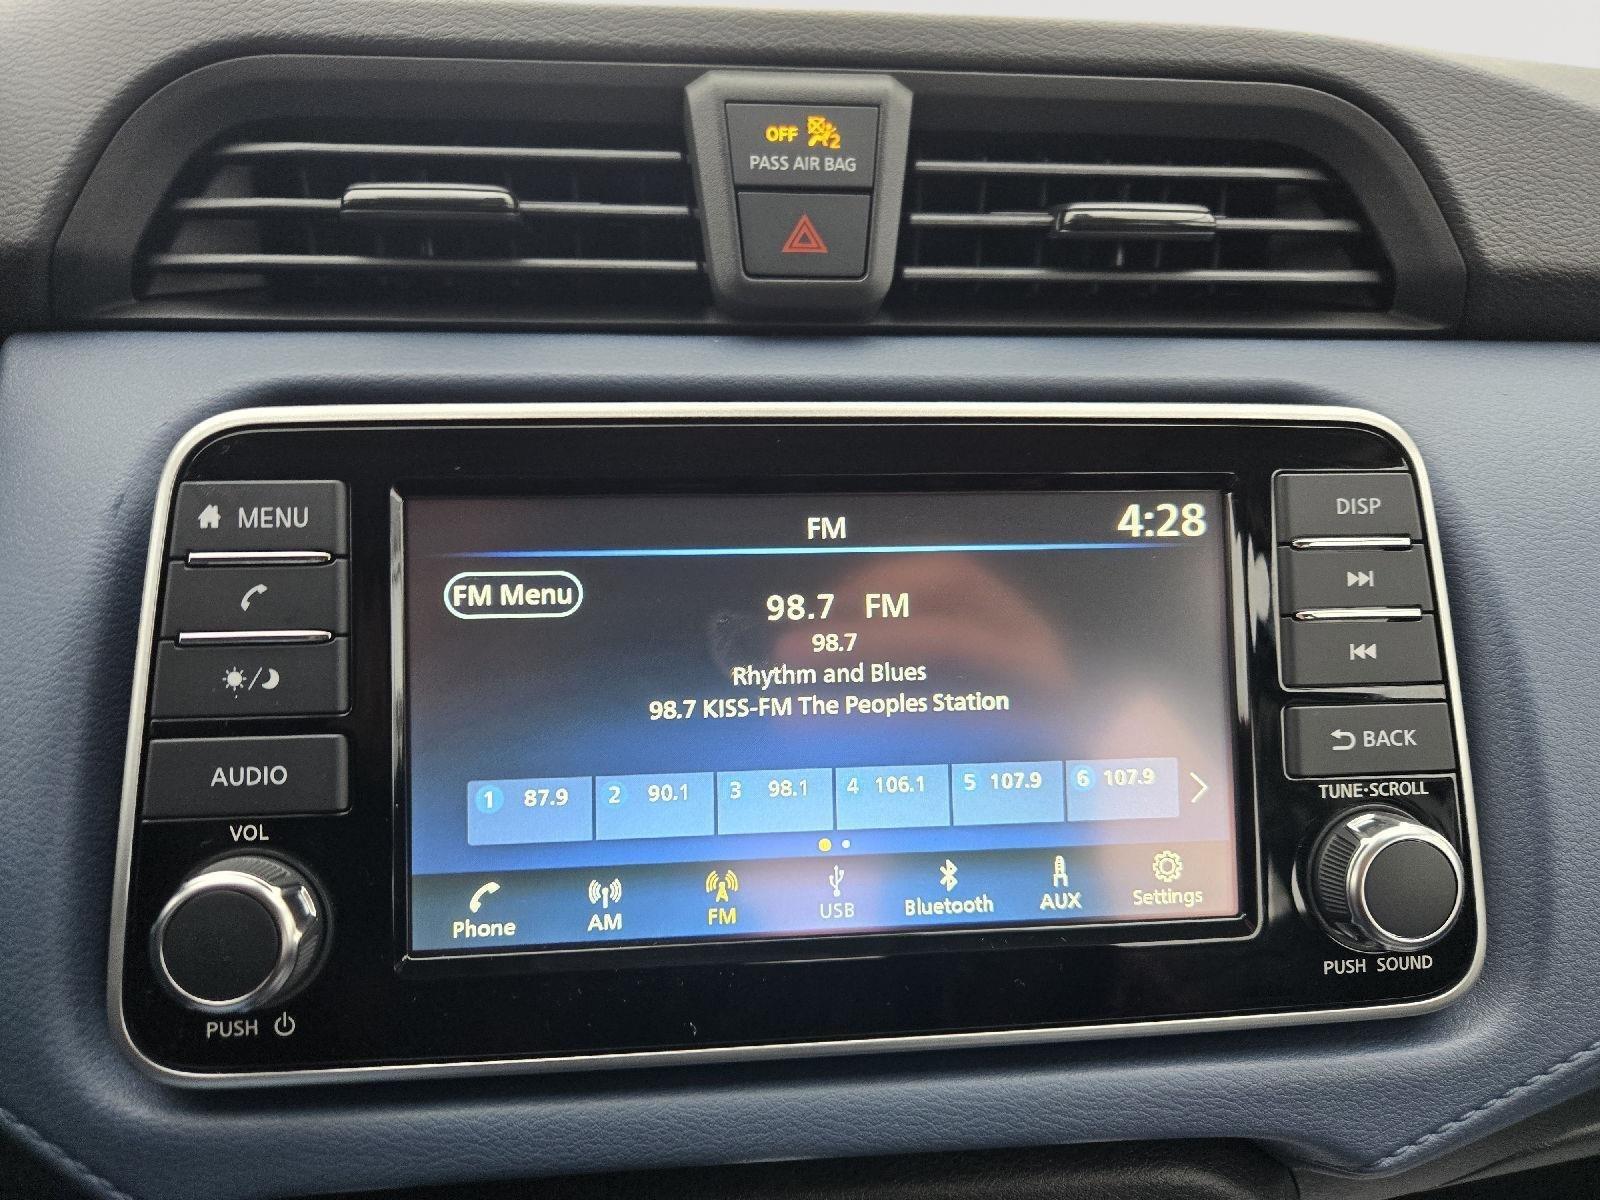 OFF 2
PASS AIR BAG
MENU
AUDIO
VOL
PUSH
FM
4:28
FM Menu
98.7 FM
98.7
Rhythm and Blues
98.7 KISS-FM The Peoples Station
1 87.9 2 90.1 3 98.1 4 106.1 5 107.9 6 107.9
Phone AM FM USB Bluetooth AUX Settings
DISP
BACK
TUNE·SCROLL
PUSH SOUND